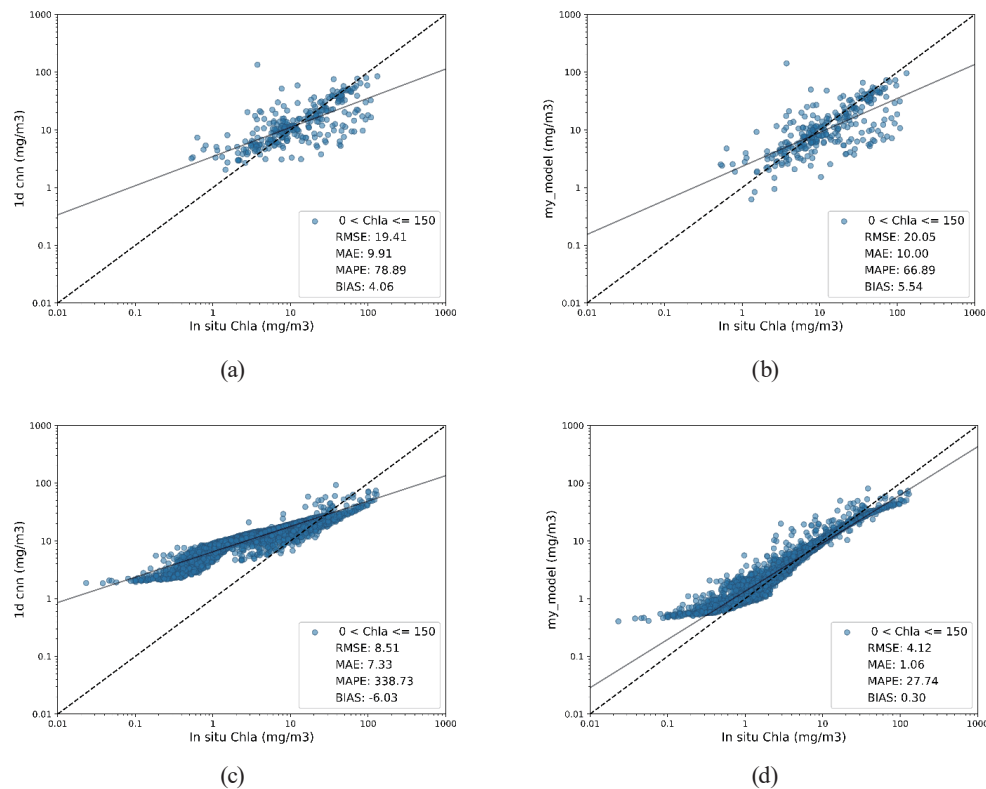 1000
100
10
1
0.1
0.01
1d cnn (mg/m3)
0 < Chla <= 150
RMSE: 19.41
MAE: 9.91
MAPE: 78.89
BIAS: 4.06
0.01 0.1 1 10 100 1000
In situ Chla (mg/m3)
(a)
1000
100
10
1
0.1
0.01
my_model (mg/m3)
0 < Chla <= 150
RMSE: 20.05
MAE: 10.00
MAPE: 66.89
BIAS: 5.54
0.01 0.1 1 10 100 1000
In situ Chla (mg/m3)
(b)
1000
100
10
1
0.1
0.01
1d cnn (mg/m3)
0 < Chla <= 150
RMSE: 8.51
MAE: 7.33
MAPE: 338.73
BIAS: -6.03
0.01 0.1 1 10 100 1000
In situ Chla (mg/m3)
(c)
1000
100
10
1
0.1
0.01
my_model (mg/m3)
0 < Chla <= 150
RMSE: 4.12
MAE: 1.06
MAPE: 27.74
BIAS: 0.30
0.01 0.1 1 10 100 1000
In situ Chla (mg/m3)
(d)